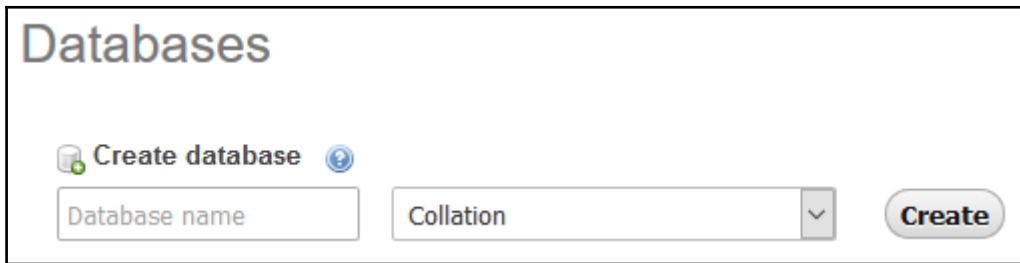 Databases
Create database
Database name
Collation
Create